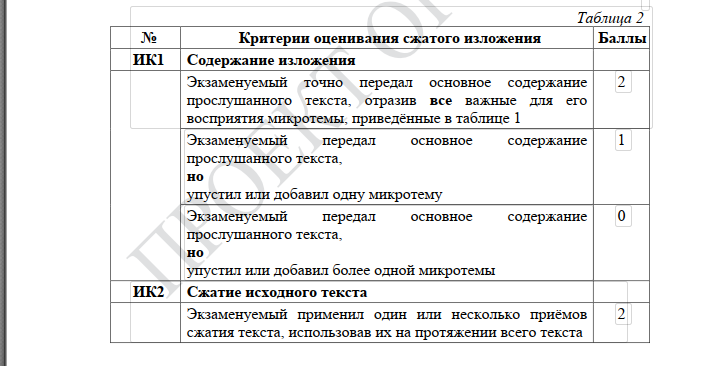 Таблица 2
№ Критерии оценивания сжатого изложения Баллы
ИК1 Содержание изложения
Экзаменуемый точно передал основное содержание 2
прослушанного текста, отразив все важные для его
восприятия микротемы, приведённые в таблице 1
Экзаменуемый передал основное содержание 1
прослушанного текста,
но
упустил или добавил одну микротему
Экзаменуемый передал основное содержание 0
прослушанного текста,
но
упустил или добавил более одной микротемы
ИК2 Сжатие исходного текста
Экзаменуемый применил один или несколько приёмов 2
сжатия текста, использовав их на протяжении всего текста
ПРОЕКТ